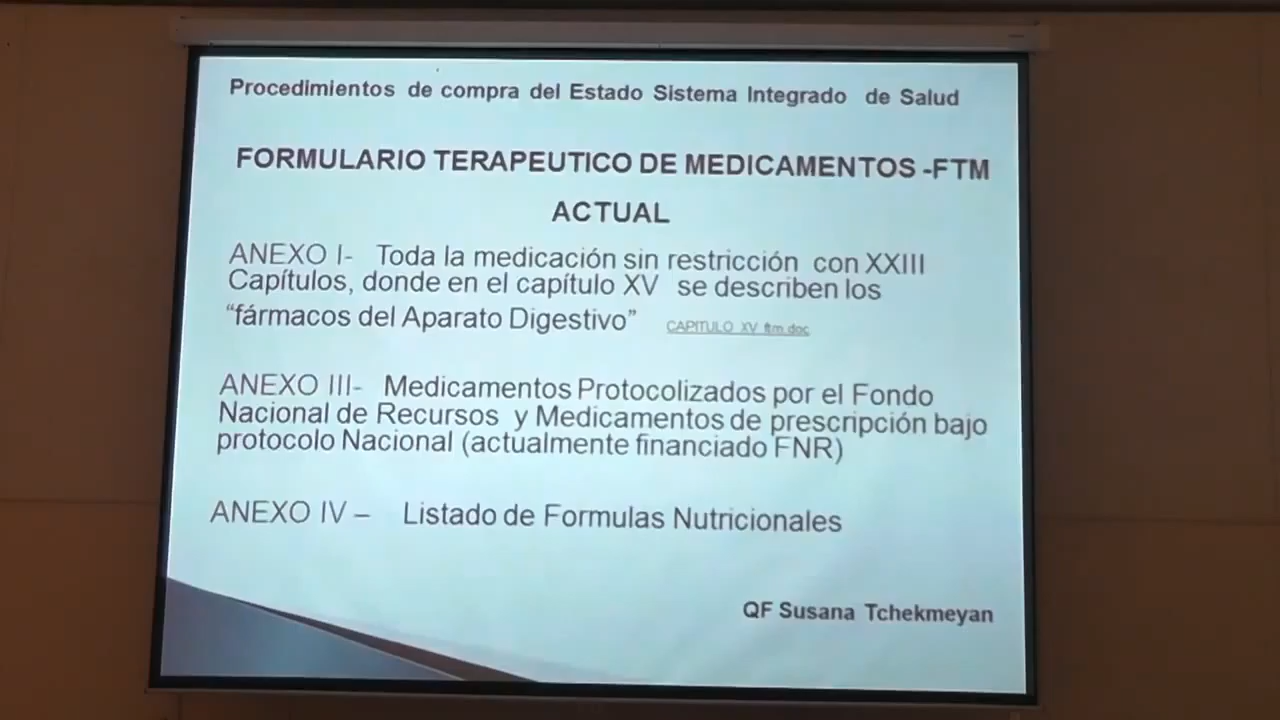 Procedimientos de compra del Estado Sistema Integrado de Salud
FORMULARIO TERAPEUTICO DE MEDICAMENTOS -FTM
ACTUAL
ANEXO I- Toda la medicación sin restricción con XXIII
Capítulos, donde en el capítulo XV se describen los
“fármacos del Aparato Digestivo” CAPITULO XV ftm.doc
ANEXO III- Medicamentos Protocolizados por el Fondo
Nacional de Recursos y Medicamentos de prescripción bajo
protocolo Nacional (actualmente financiado FNR)
ANEXO IV – Listado de Formulas Nutricionales
QF Susana Tchekmeyan